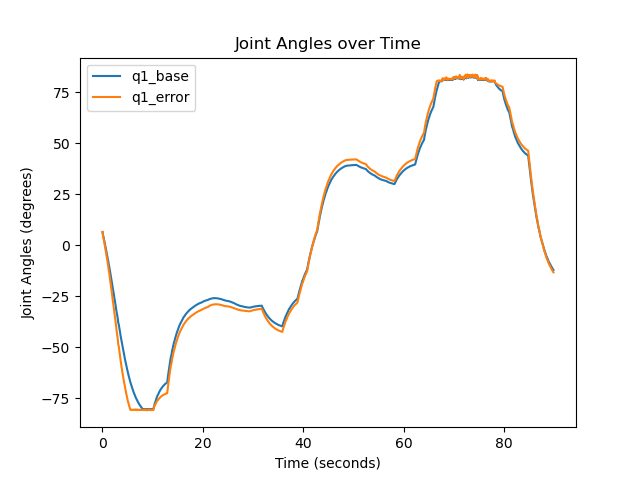 Joint Angles over Time
q1_base
q1_error
Joint Angles (degrees)
75
50
25
0
−25
−50
−75
0 20 40 60 80
Time (seconds)